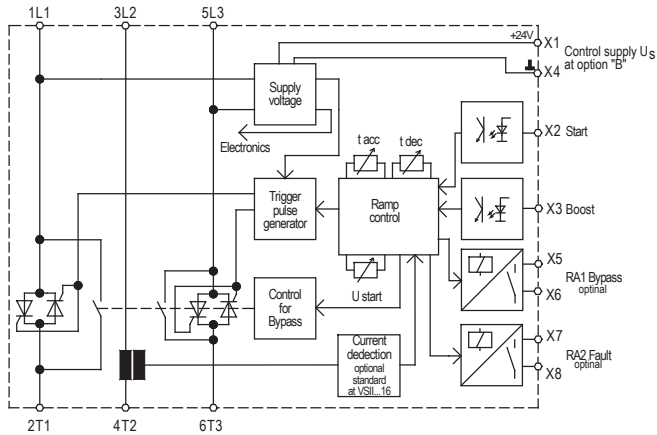 1L1
3L2
5L3
+24V
X1
Control supply US
at option "B"
X4
Supply
voltage
Electronics
t acc
t dec
X2 Start
Trigger
pulse
generator
Ramp
control
X3 Boost
X5
RA1 Bypass
optinal
X6
U start
Control
for
Bypass
Current
dedection
optional
standard
at VSII...16
X7
RA2 Fault
optinal
X8
2T1
4T2
6T3